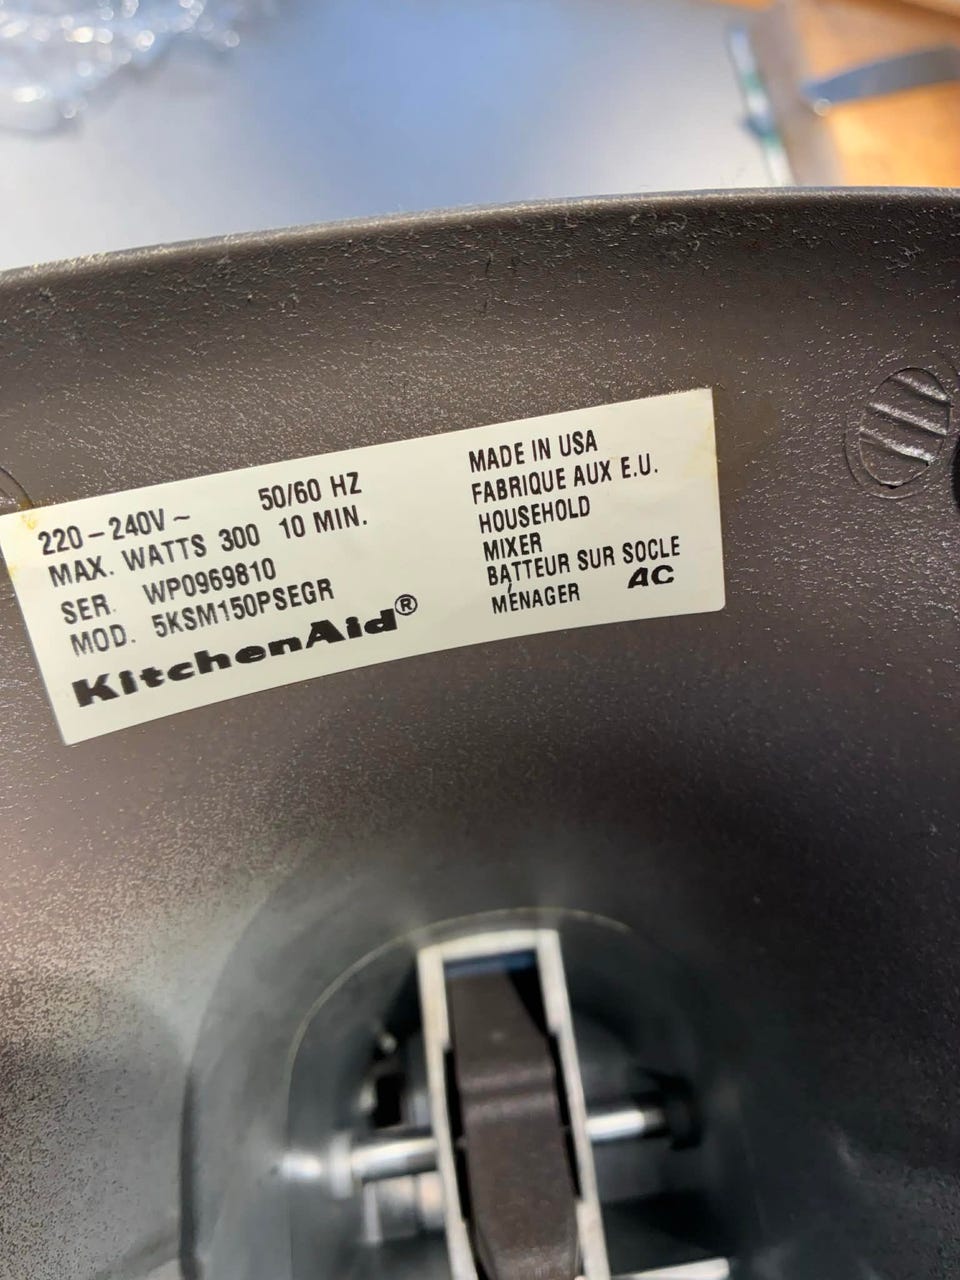 220-240V~ 50/60 HZ
MAX. WATTS 300 10 MIN.
SER. WP0969810
MOD. 5KSM150PSEGR
KitchenAid®
MADE IN USA
FABRIQUE AUX E.U.
HOUSEHOLD
MIXER
BATTEUR SUR SOCLE
MÉNAGER AC